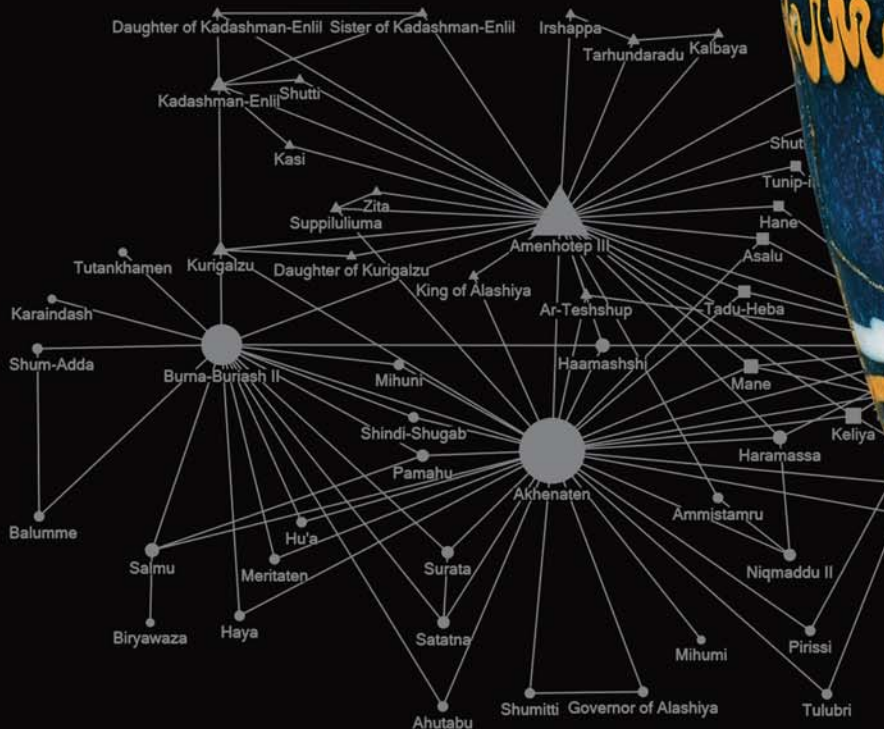 Daughter of Kadashman-Enlil
Sister of Kadashman-Enlil
Irshappa
Tarhundaradu
Kalbaya
Kadashman-Enlil
Shutti
Kasi
Shut
Tunip-i
Zita
Suppiluliuma
Hane
Amenhotep III
Asalu
Tutankhamen
Kurigalzu
Daughter of Kurigalzu
King of Alashiya
Ar-Teshshup
Tadu-Heba
Karaindash
Shum-Adda
Burna-Buriash II
Mihuni
Haamashshi
Mane
Shindi-Shugab
Keliya
Pamahu
Haramassa
Akhenaten
Ammistamru
Balumme
Hu'a
Salmu
Meritaten
Surata
Niqmaddu II
Biryawaza
Haya
Satatna
Mihumi
Pirissi
Ahutabu
Shumitti
Governor of Alashiya
Tulubri